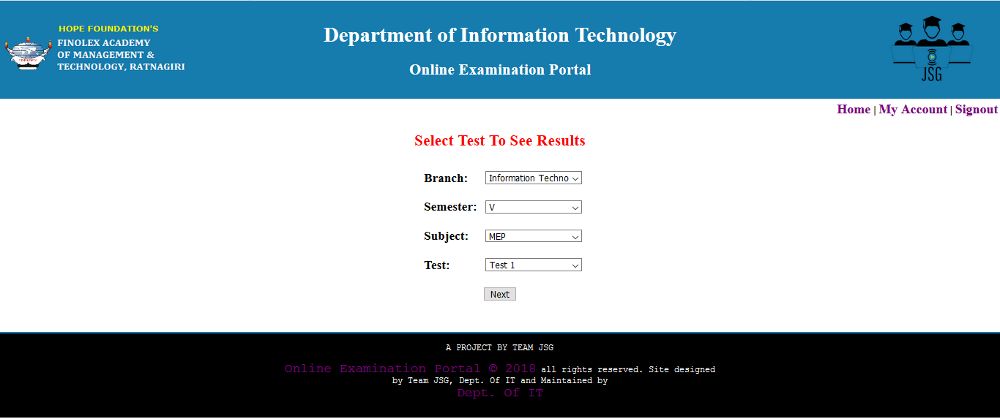 HOPE FOUNDATION'S
FINOLEX ACADEMY
OF MANAGEMENT &
TECHNOLOGY, RATNAGIRI
Department of Information Technology
Online Examination Portal
JSG
Home | My Account | Signout
Select Test To See Results
Branch: Information Techno
Semester: V
Subject: MEP
Test: Test 1
Next
A PROJECT BY TEAM JSG
Online Examination Portal © 2018 all rights reserved. Site designed
by Team JSG, Dept. Of IT and Maintained by
Dept. Of IT